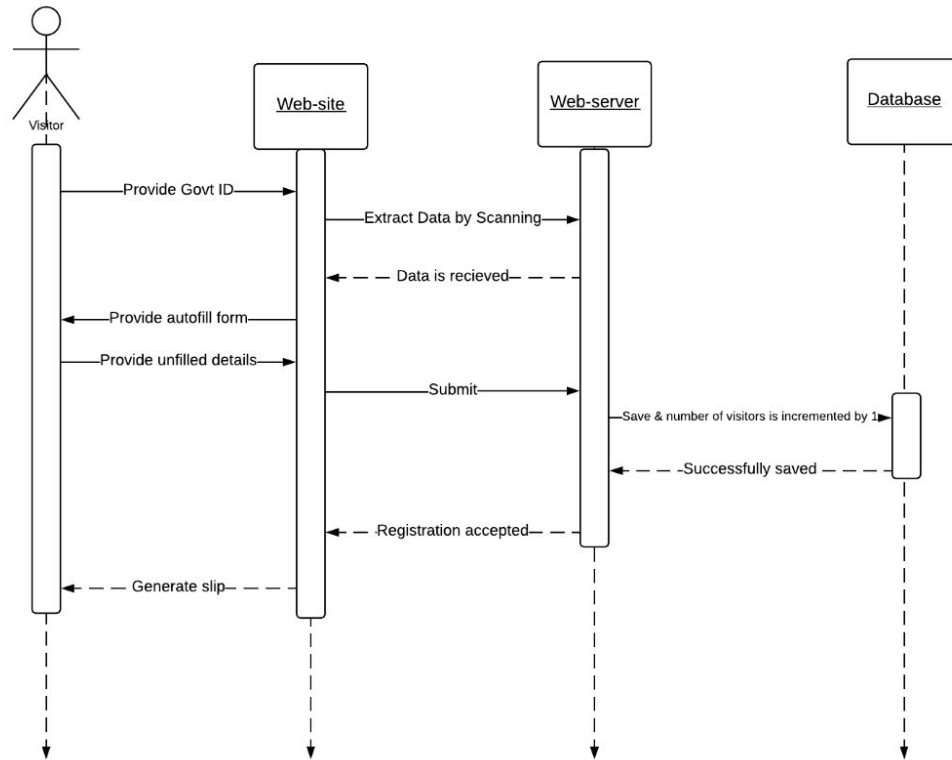 Visitor
Web-site
Web-server
Database
Provide Govt ID
Extract Data by Scanning
Data is recieved
Provide autofill form
Provide unfilled details
Submit
Save & number of visitors is incremented by 1
Successfully saved
Registration accepted
Generate slip